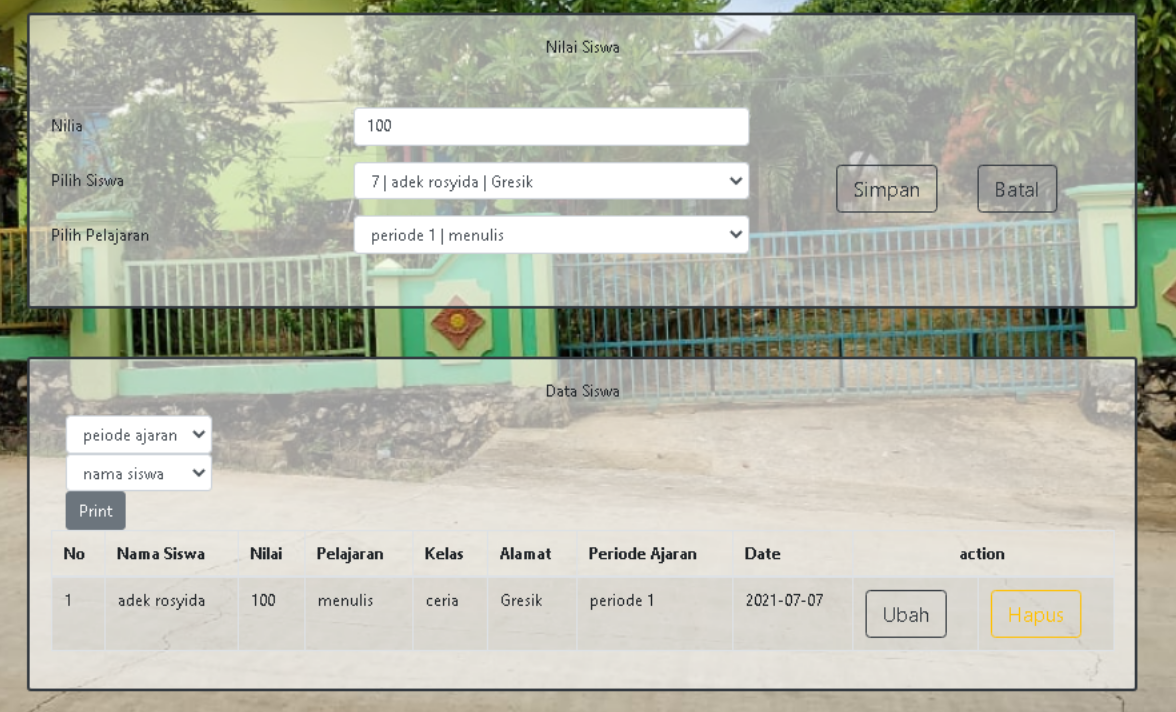 Nilai Siswa
Nilia 100
Pilih Siswa 7 | adek rosyida | Gresik Simpan Batal
Pilih Pelajaran periode 1 | menulis
Data Siswa
peiode ajaran
nama siswa
Print
No Nama Siswa Nilai Pelajaran Kelas Alamat Periode Ajaran Date action
1 adek rosyida 100 menulis ceria Gresik periode 1 2021-07-07 Ubah Hapus